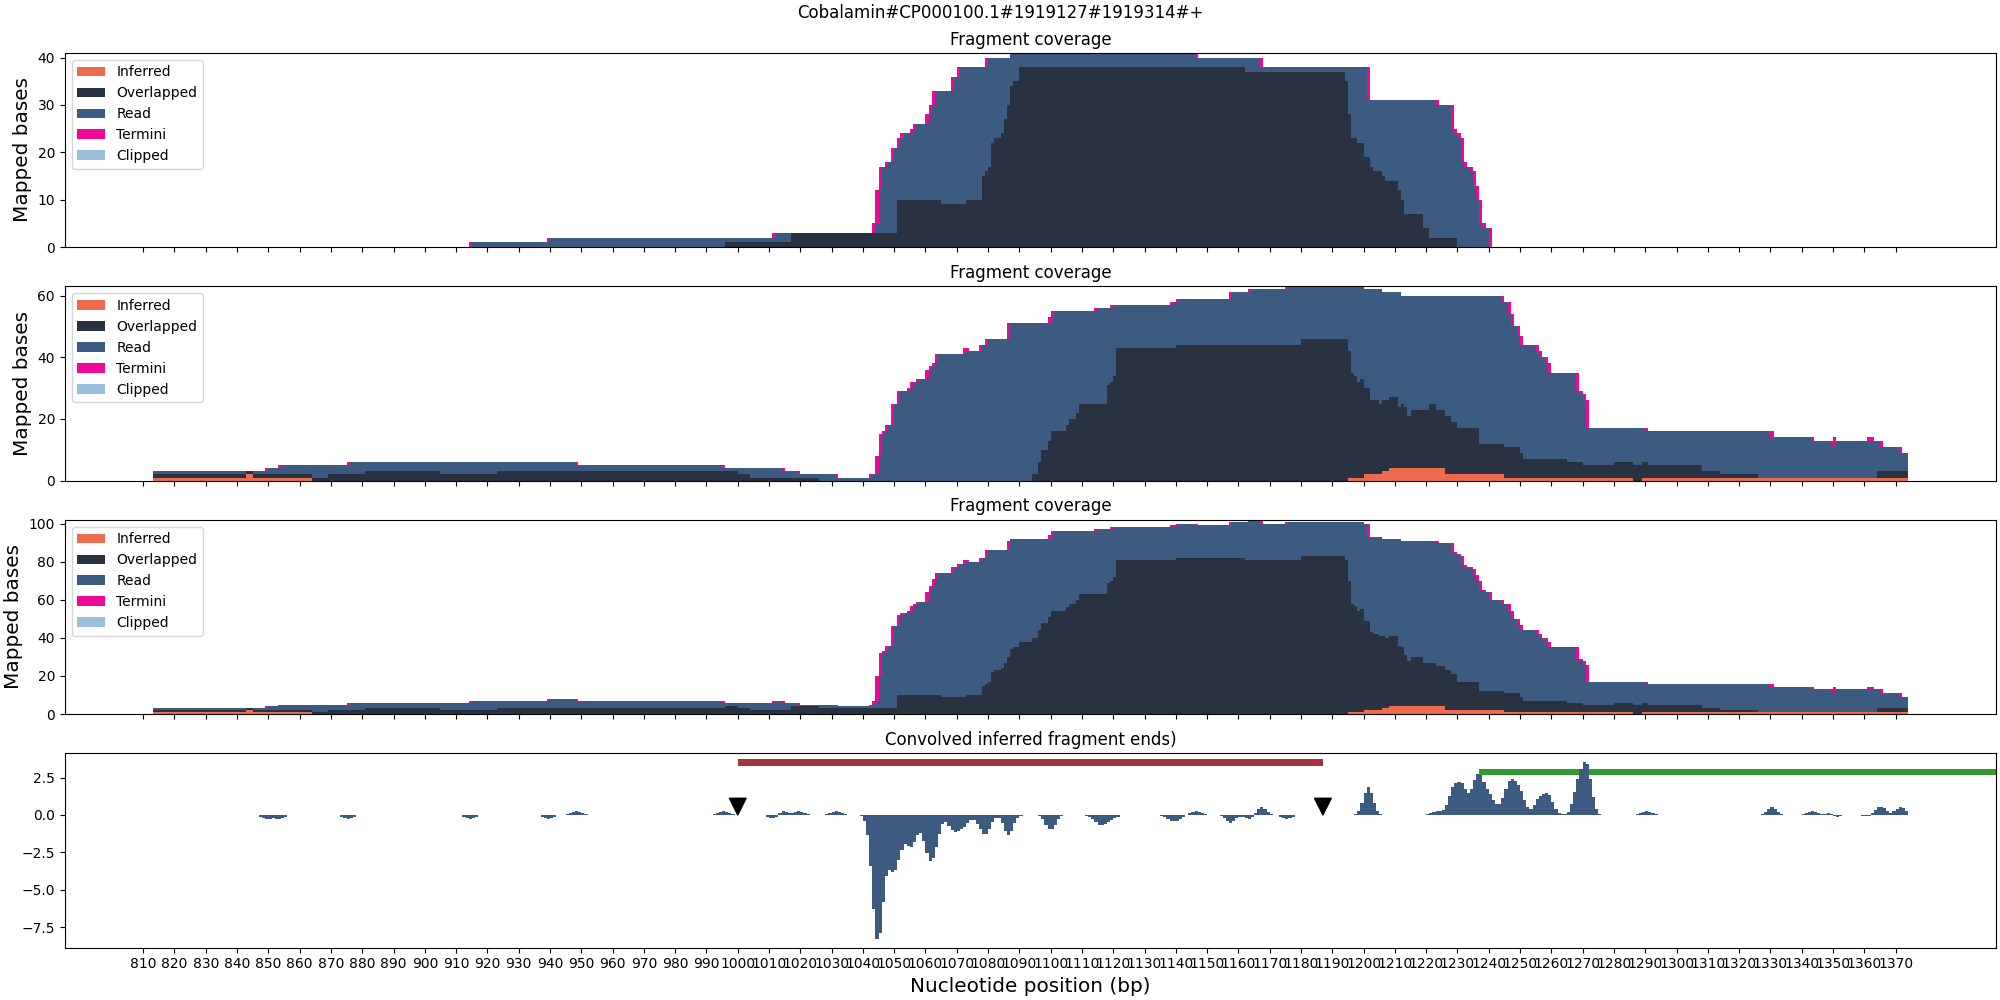 Cobalamin#CP000100.1#1919127#1919314#+
Fragment coverage
Mapped bases
40
30
20
10
0
Inferred
Overlapped
Read
Termini
Clipped
Fragment coverage
Mapped bases
60
40
20
0
Inferred
Overlapped
Read
Termini
Clipped
Fragment coverage
Mapped bases
100
80
60
40
20
0
Inferred
Overlapped
Read
Termini
Clipped
Convolved inferred fragment ends)
2.5
0.0
−2.5
−5.0
−7.5
810 820 830 840 850 860 870 880 890 900 910 920 930 940 950 960 970 980 990 1000 1010 1020 1030 1040 1050 1060 1070 1080 1090 1100 1110 1120 1130 1140 1150 1160 1170 1180 1190 1200 1210 1220 1230 1240 1250 1260 1270 1280 1290 1300 1310 1320 1330 1340 1350 1360 1370
Nucleotide position (bp)